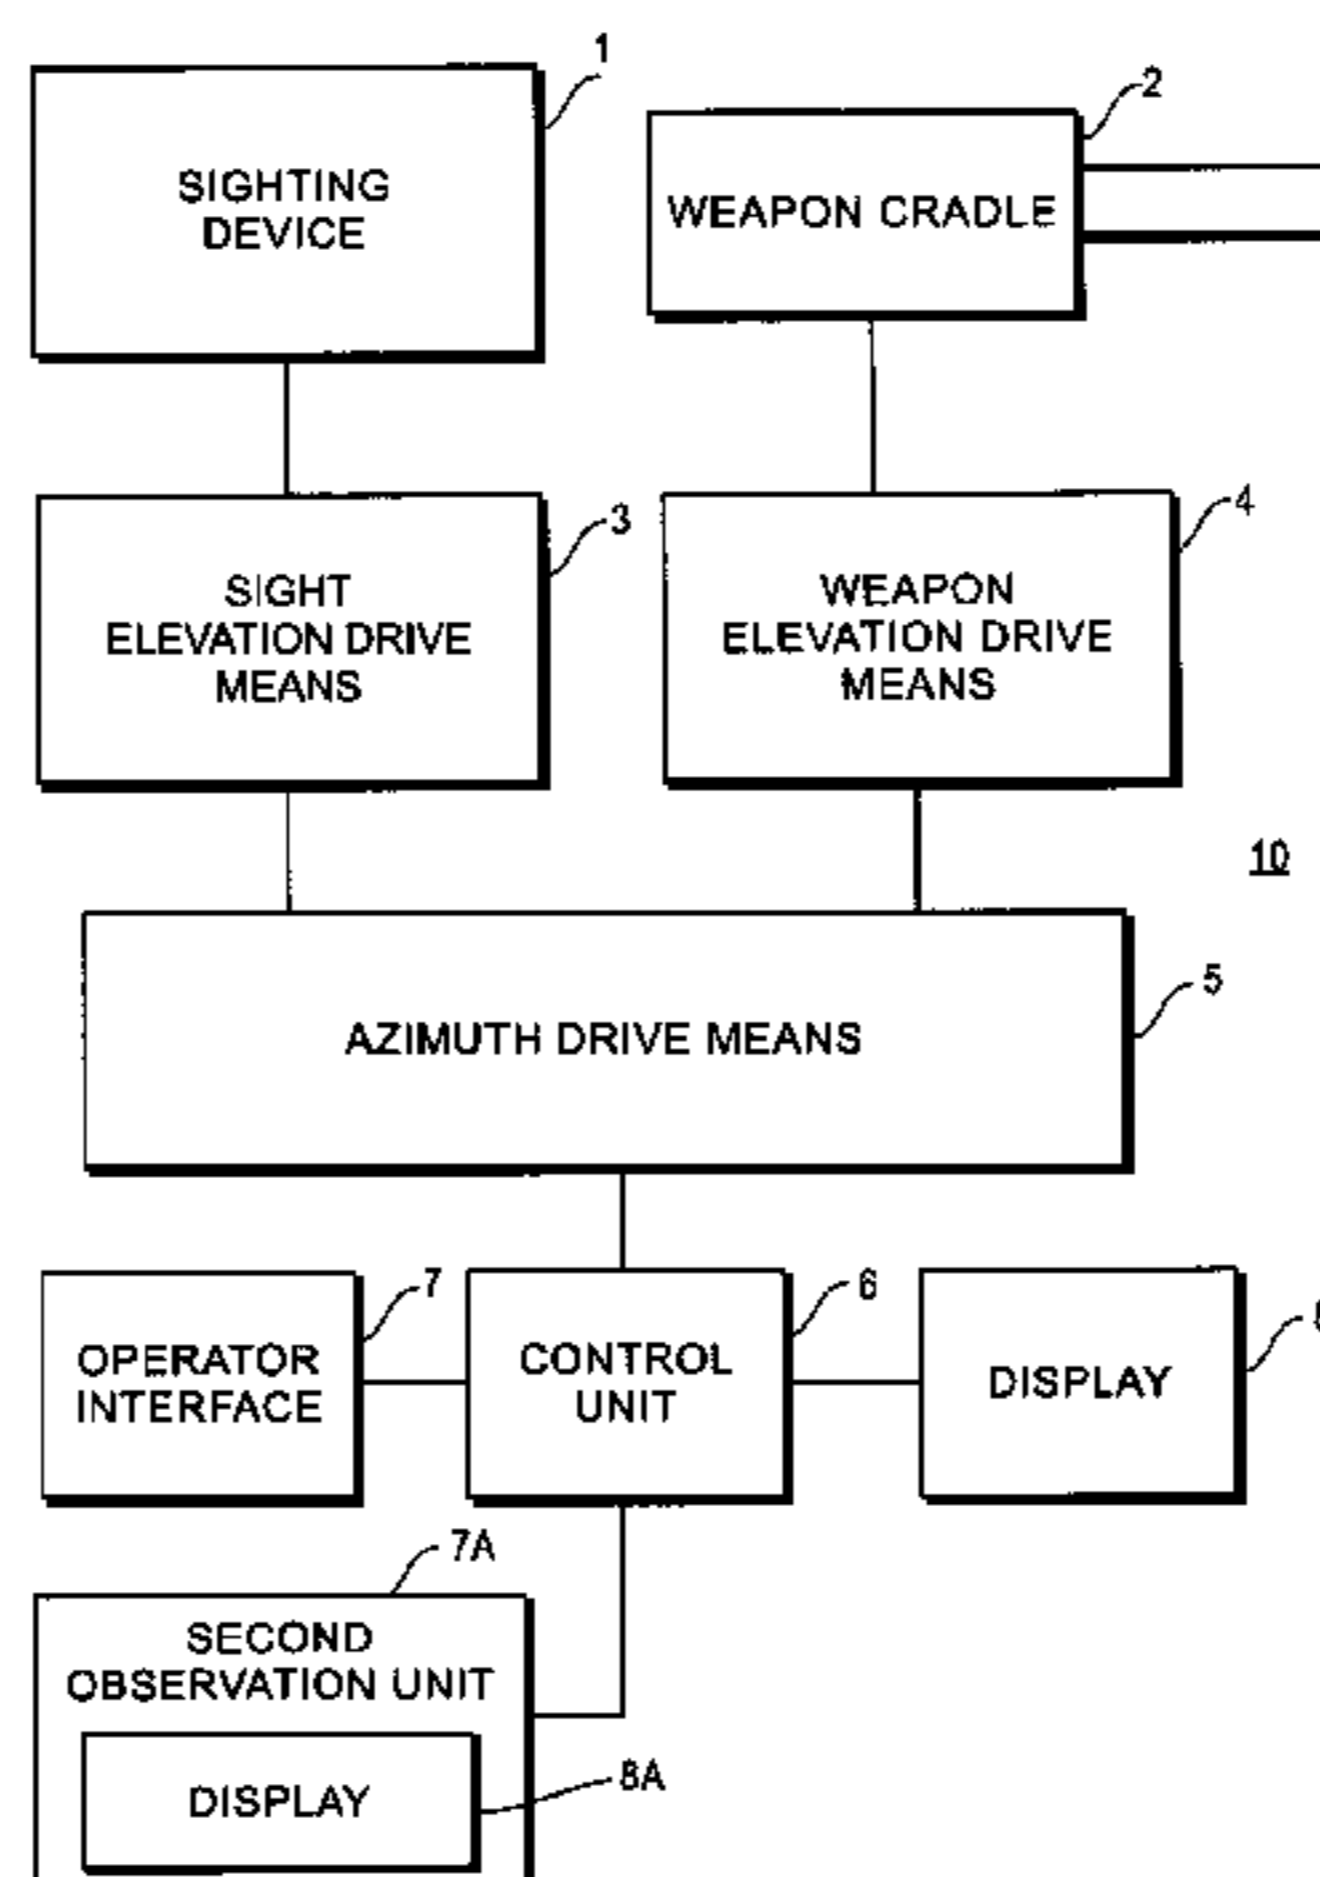 1
2
SIGHTING
DEVICE
WEAPON CRADLE
3
4
SIGHT
ELEVATION DRIVE
MEANS
WEAPON
ELEVATION DRIVE
MEANS
10
5
AZIMUTH DRIVE MEANS
7
6
OPERATOR
INTERFACE
CONTROL
UNIT
DISPLAY
7A
SECOND
OBSERVATION UNIT
8A
DISPLAY